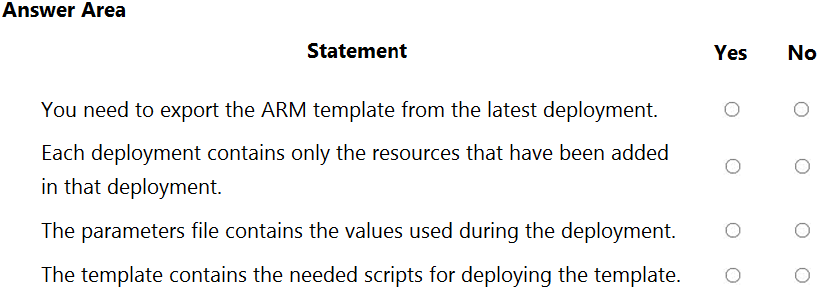 Answer Area
Statement Yes No
You need to export the ARM template from the latest deployment.
Each deployment contains only the resources that have been added
in that deployment.
The parameters file contains the values used during the deployment.
The template contains the needed scripts for deploying the template.